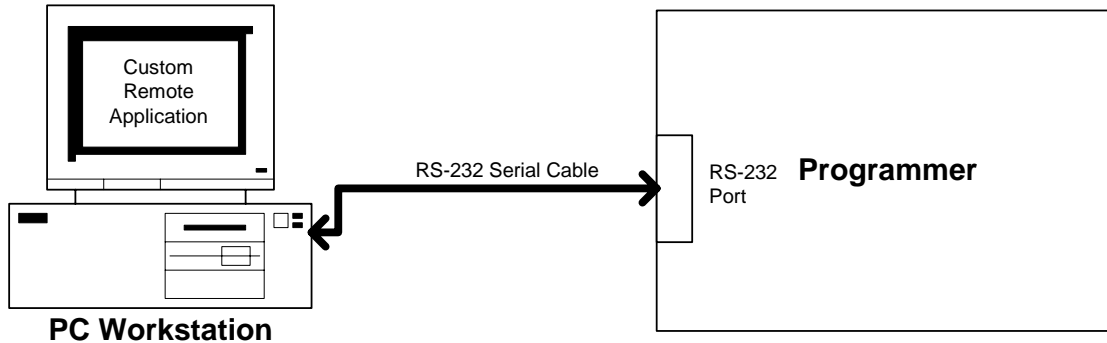 Custom
Remote
Application
RS-232 Serial Cable
RS-232
Port
Programmer
PC Workstation